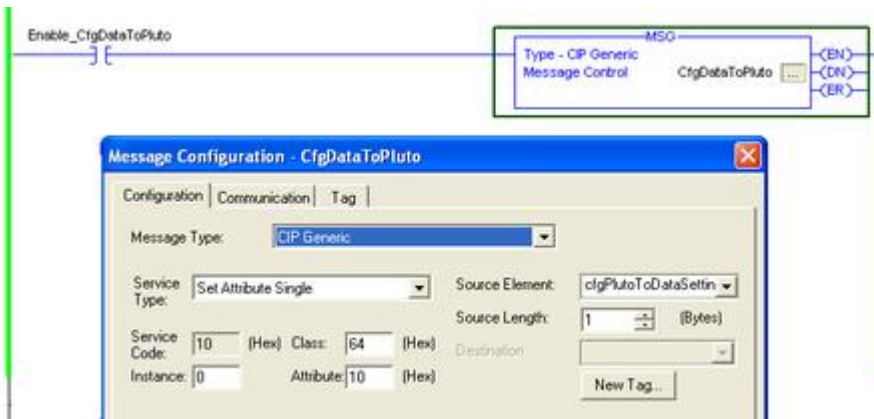 Enable_CfgDataToPluto
MSG
Type - CIP Generic
Message Control CfgDataToPluto ...
EN
DN
ER
Message Configuration - CfgDataToPluto
Configuration Communication Tag
Message Type: CIP Generic
Service Type: Set Attribute Single
Source Element: cfgPlutoToDataSettin
Source Length: 1 (Bytes)
Service Code: 10 (Hex) Class: 64 (Hex)
Destination
Instance: 0 Attribute: 10 (Hex)
New Tag...